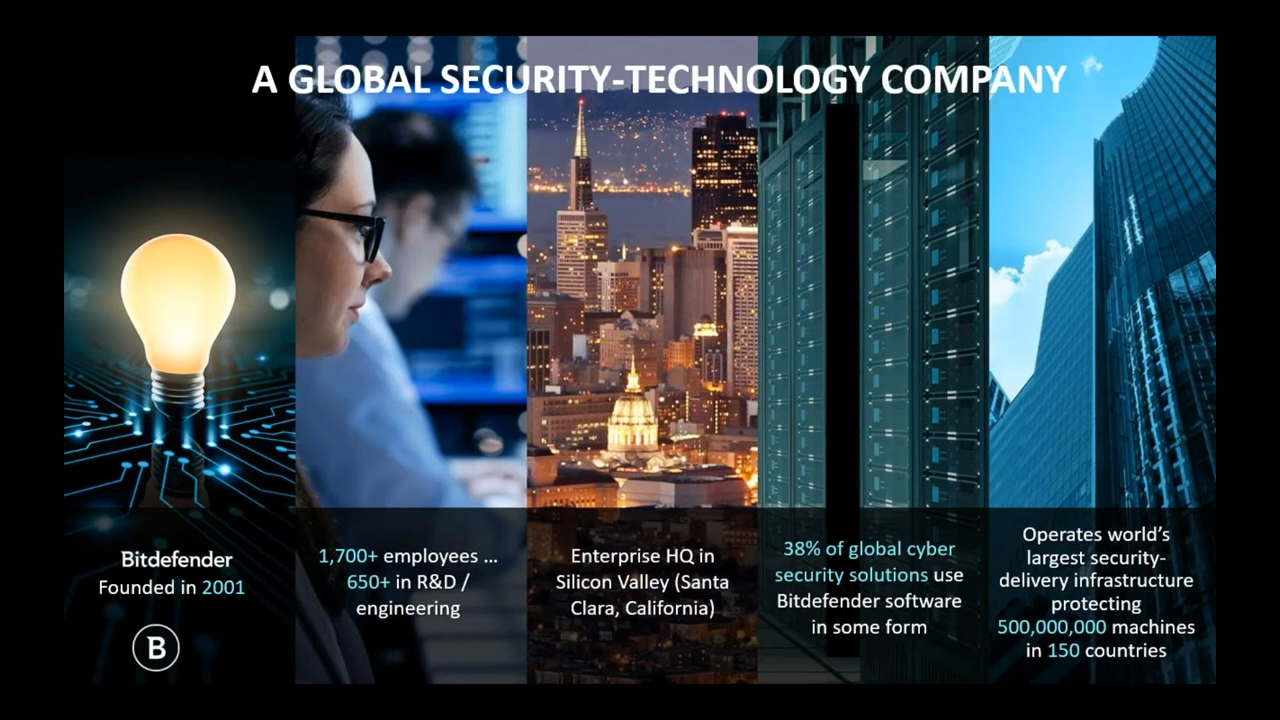 A GLOBAL SECURITY-TECHNOLOGY COMPANY
Bitdefender
Founded in 2001
B
1,700+ employees ...
650+ in R&D /
engineering
Enterprise HQ in
Silicon Valley (Santa
Clara, California)
38% of global cyber
security solutions use
Bitdefender software
in some form
Operates world’s
largest security-
delivery infrastructure
protecting
500,000,000 machines
in 150 countries